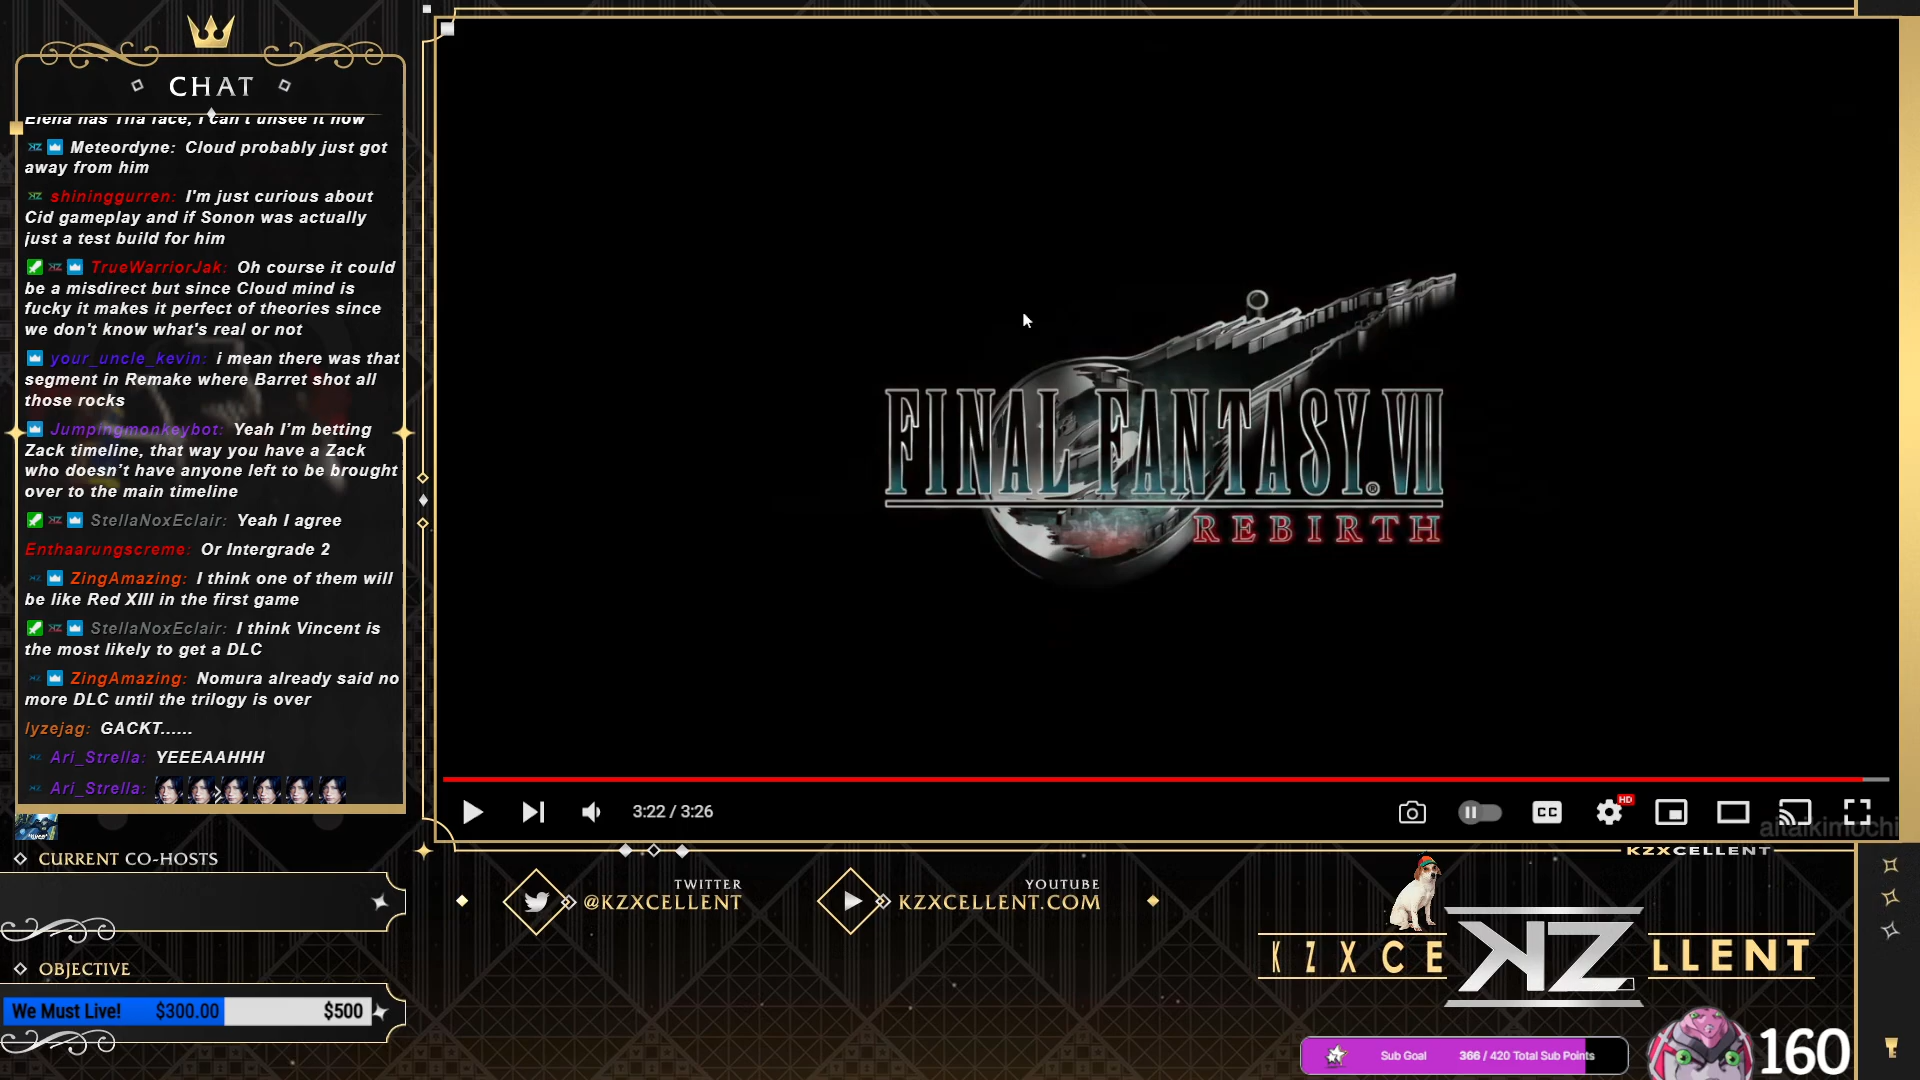 CHAT
Elena has Tifa face, I can't unsee it now
Meteordyne: Cloud probably just got
away from him
shininggurren: I'm just curious about
Cid gameplay and if Sonon was actually
just a test build for him
TrueWarriorJak: Oh course it could
be a misdirect but since Cloud mind is
fucky it makes it perfect of theories since
we don't know what's real or not
your_uncle_kevin: i mean there was that
segment in Remake where Barret shot all
those rocks
Jumpingmonkeybot: Yeah I'm betting
Zack timeline, that way you have a Zack
who doesn't have anyone left to be brought
over to the main timeline
StellaNoxEclair: Yeah I agree
Enthaarungscreme: Or Intergrade 2
ZingAmazing: I think one of them will
be like Red XIII in the first game
StellaNoxEclair: I think Vincent is
the most likely to get a DLC
ZingAmazing: Nomura already said no
more DLC until the trilogy is over
lyzejag: GACKT......
Ari_Strella: YEEEAAHHH
Ari_Strella:
CURRENT CO-HOSTS
OBJECTIVE
We Must Live! $300.00 $500
FINAL FANTASY® VII
REBIRTH
3:22 / 3:26
CC
HD
aitaikimochi
KZXCELLENT
TWITTER
@KZXCELLENT
YOUTUBE
KZXCELLENT.COM
KZXCE KZ LLENT
Sub Goal 366 / 420 Total Sub Points
160